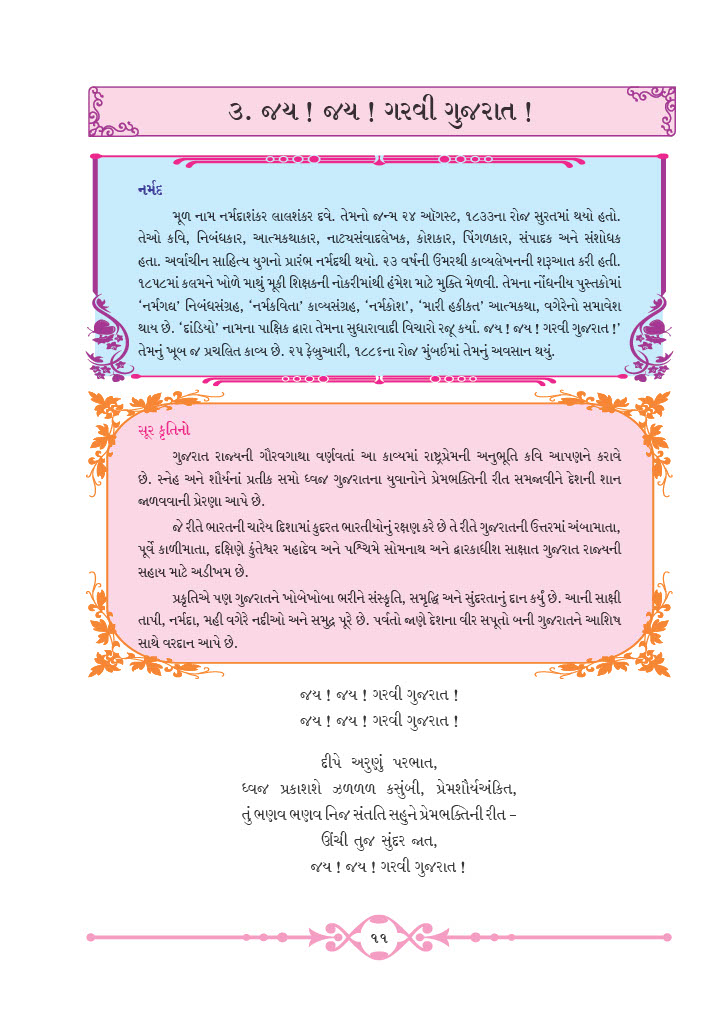 ૩. જય ! જય ! ગરવી ગુજરાત !
નર્મદ
મૂળ નામ નર્મદાશંકર લાલશંકર દવે. તેમનો જન્મ ૨૪ ઑગસ્ટ, ૧૮૩૩ના રોજ સુરતમાં થયો હતો.
તેઓ કવિ, નિબંધકાર, આત્મકથાકાર, નાટ્યસંવાદલેખક, કોશકાર, પિંગળકાર, સંપાદક અને સંશોધક
હતા. અર્વાચીન સાહિત્ય યુગનો પ્રારંભ નર્મદથી થયો. ૨૩ વર્ષની ઉંમરથી કાવ્યલેખનની શરૂઆત કરી હતી.
૧૮૫૮માં કલમને ખોળે માથું મૂકી શિક્ષકની નોકરીમાંથી હંમેશ માટે મુક્તિ મેળવી. તેમના નોંધનીય પુસ્તકોમાં
‘નર્મગદ્ય’ નિબંધસંગ્રહ, ‘નર્મકવિતા’ કાવ્યસંગ્રહ, ‘નર્મકોશ’, ‘મારી હકીકત’ આત્મકથા, વગેરેનો સમાવેશ
થાય છે. ‘દાંડિયો’ નામના પાક્ષિક દ્વારા તેમના સુધારાવાદી વિચારો રજૂ કર્યા. જય ! જય ! ગરવી ગુજરાત !’
તેમનું ખૂબ જ પ્રચલિત કાવ્ય છે. ૨૫ ફેબ્રુઆરી, ૧૮૮૬ના રોજ મુંબઈમાં તેમનું અવસાન થયું.
સૂર કૃતિનો
ગુજરાત રાજ્યની ગૌરવગાથા વર્ણવતાં આ કાવ્યમાં રાષ્ટ્રપ્રેમની અનુભૂતિ કવિ આપણને કરાવે
છે. સ્નેહ અને શૌર્યનાં પ્રતીક સમો ધ્વજ ગુજરાતના યુવાનોને પ્રેમભક્તિની રીત સમજાવીને દેશની શાન
જાળવવાની પ્રેરણા આપે છે.
જે રીતે ભારતની ચારેય દિશામાં કુદરત ભારતીયોનું રક્ષણ કરે છે તે રીતે ગુજરાતની ઉત્તરમાં અંબામાતા,
પૂર્વે કાળીમાતા, દક્ષિણે કુંતેશ્વર મહાદેવ અને પશ્ચિમે સોમનાથ અને દ્વારકાધીશ સાક્ષાત ગુજરાત રાજ્યની
સહાય માટે અડીખમ છે.
પ્રકૃતિએ પણ ગુજરાતને ખોબેખોબા ભરીને સંસ્કૃતિ, સમૃદ્ધિ અને સુંદરતાનું દાન કર્યું છે. આની સાક્ષી
તાપી, નર્મદા, મહી વગેરે નદીઓ અને સમુદ્ર પૂરે છે. પર્વતો જાણે દેશના વીર સપૂતો બની ગુજરાતને આશિષ
સાથે વરદાન આપે છે.
જય ! જય ! ગરવી ગુજરાત !
જય ! જય ! ગરવી ગુજરાત !
દીપે અરુણું પરભાત,
ધ્વજ પ્રકાશશે ઝળળળ કસુંબી, પ્રેમશૌર્યઅંકિત,
તું ભણવ ભણવ નિજ સંતતિ સહુને પ્રેમભક્તિની રીત –
ઊંચી તુજ સુંદર જાત,
જય ! જય ! ગરવી ગુજરાત !
૧૧